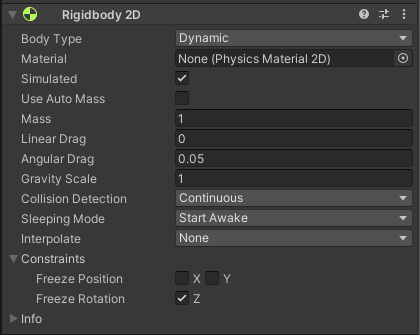 Rigidbody 2D
Body Type Dynamic
Material None (Physics Material 2D)
Simulated
Use Auto Mass
Mass 1
Linear Drag 0
Angular Drag 0.05
Gravity Scale 1
Collision Detection Continuous
Sleeping Mode Start Awake
Interpolate None
Constraints
Freeze Position X Y
Freeze Rotation Z
Info